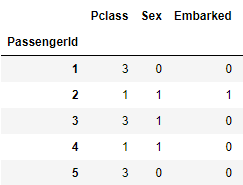 Pclass Sex Embarked
PassengerId
1 3 0 0
2 1 1 1
3 3 1 0
4 1 1 0
5 3 0 0